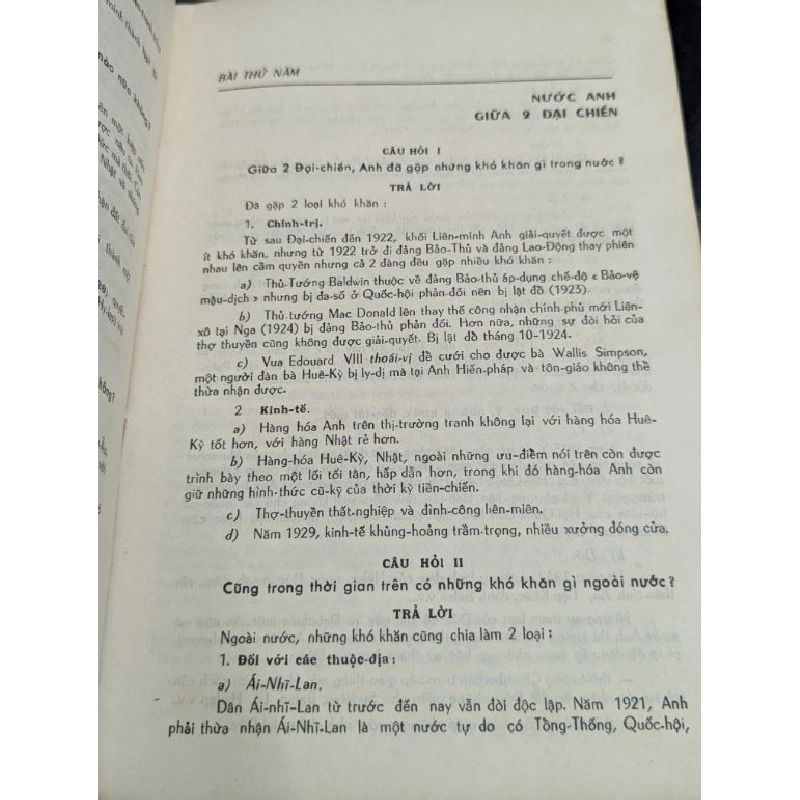 BÀI THỨ NĂM
NƯỚC ANH
GIỮA 2 ĐẠI CHIẾN
CÂU HỎI I
Giữa 2 Đại-chiến, Anh đã gặp những khó khăn gì trong nước ?
TRẢ LỜI
Đã gặp 2 loại khó khăn :
1. Chính-trị.
Từ sau Đại-chiến đến 1922, khối Liên-minh Anh giải-quyết được một
ít khó khăn, nhưng từ 1922 trở đi đảng Bảo-Thủ và đảng Lao-Động thay phiên
nhau lên cầm quyền nhưng cả 2 đảng đều gặp nhiều khó khăn :
a) Thủ-Tướng Baldwin thuộc về đảng Bảo-thủ áp-dụng chế-độ « Bảo-vệ
mậu-dịch » nhưng bị đa-số ở Quốc-hội phản-đối nên bị lật đổ (1923).
b) Thủ-tướng Mac Donald lên thay thế công nhận chính-phủ mới Liên-
xô tại Nga (1924) bị đảng Bảo-thủ phản đối. Hơn nữa, những sự đòi hỏi của
thợ thuyền cũng không được giải-quyết. Bị lật đồ tháng 10-1924.
c) Vua Edouard VIII thoái-vị để cưới cho được bà Wallis Simpson,
một người đàn bà Huê-Kỳ bị ly-dị mà tại Anh Hiến-pháp và tôn-giáo không thể
thừa nhận được.
2 Kinh-tế.
a) Hàng hóa Anh trên thị-trường tranh không lại với hàng hóa Huê-
Kỳ tốt hơn, với hàng Nhật rẻ hơn.
b) Hàng-hóa Huê-Kỳ, Nhật, ngoài những ưu-điểm nói trên còn được
trình bày theo một lối tối tân, hấp dẫn hơn, trong khi đó hàng-hóa Anh còn
giữ những hình-thức cũ-kỹ của thời kỳ tiền-chiến.
c) Thợ-thuyền thất-nghiệp và đình-công liên-miên.
d) Năm 1929, kinh-tế khủng-hoảng trầm-trọng, nhiều xưởng đóng cửa.
CÂU HỎI II
Cũng trong thời gian trên có những khó khăn gì ngoài nước ?
TRẢ LỜI
Ngoài nước, những khó khăn cũng chia làm 2 loại :
1. Đối với các thuộc-địa :
a) Ái-Nhĩ-Lan.
Dân Ái-nhĩ-Lan từ trước đến nay vẫn đòi độc lập. Năm 1921, Anh
phải thừa nhận Ái-Nhĩ-Lan là một nước tự do có Tổng-Thống, Quốc-hội,